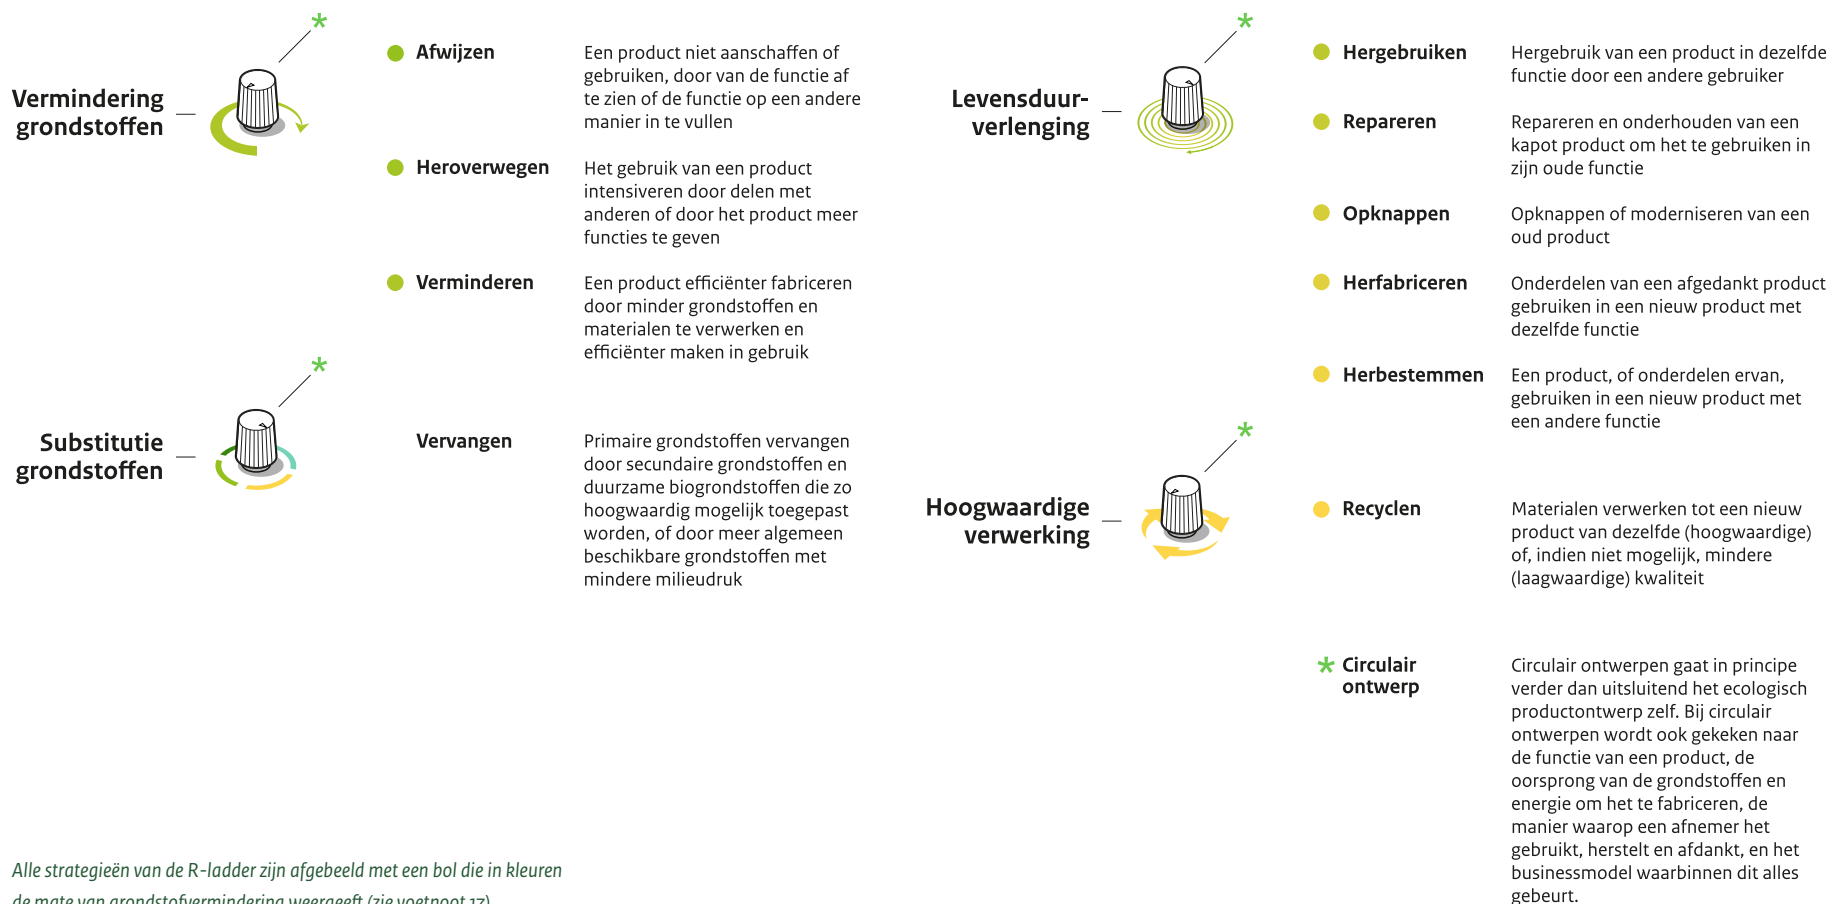 *
Vermindering
grondstoffen
Afwijzen
Een product niet aanschaffen of
gebruiken, door van de functie af
te zien of de functie op een andere
manier in te vullen
Heroverwegen
Het gebruik van een product
intensiveren door delen met
anderen of door het product meer
functies te geven
Verminderen
Een product efficiënter fabriceren
door minder grondstoffen en
materialen te verwerken en
efficiënter maken in gebruik
*
Substitutie
grondstoffen
Vervangen
Primaire grondstoffen vervangen
door secundaire grondstoffen en
duurzame biogrondstoffen die zo
hoogwaardig mogelijk toegepast
worden, of door meer algemeen
beschikbare grondstoffen met
mindere milieudruk
*
Levensduur-
verlenging
Hergebruiken
Hergebruik van een product in dezelfde
functie door een andere gebruiker
Repareren
Repareren en onderhouden van een
kapot product om het te gebruiken in
zijn oude functie
Opknappen
Opknappen of moderniseren van een
oud product
Herfabriceren
Onderdelen van een afgedankt product
gebruiken in een nieuw product met
dezelfde functie
Herbestemmen
Een product, of onderdelen ervan,
gebruiken in een nieuw product met
een andere functie
*
Hoogwaardige
verwerking
Recyclen
Materialen verwerken tot een nieuw
product van dezelfde (hoogwaardige)
of, indien niet mogelijk, mindere
(laagwaardige) kwaliteit
* Circulair
ontwerp
Circulair ontwerpen gaat in principe
verder dan uitsluitend het ecologisch
productontwerp zelf. Bij circulair
ontwerpen wordt ook gekeken naar
de functie van een product, de
oorsprong van de grondstoffen en
energie om het te fabriceren, de
manier waarop een afnemer het
gebruikt, herstelt en afdankt, en het
businessmodel waarbinnen dit alles
gebeurt.
Alle strategieën van de R-ladder zijn afgebeeld met een bol die in kleuren
de mate van grondstofvermindering weergeeft (zie voetnoot 17)